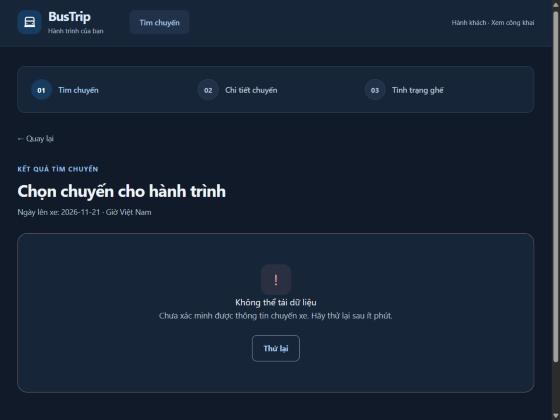 BusTrip
Hành trình của bạn
Tìm chuyến
Hành khách · Xem công khai
01 Tìm chuyến
02 Chi tiết chuyến
03 Tình trạng ghế
← Quay lại
KẾT QUẢ TÌM CHUYẾN
Chọn chuyến cho hành trình
Ngày lên xe: 2026-11-21 · Giờ Việt Nam
!
Không thể tải dữ liệu
Chưa xác minh được thông tin chuyến xe. Hãy thử lại sau ít phút.
Thử lại